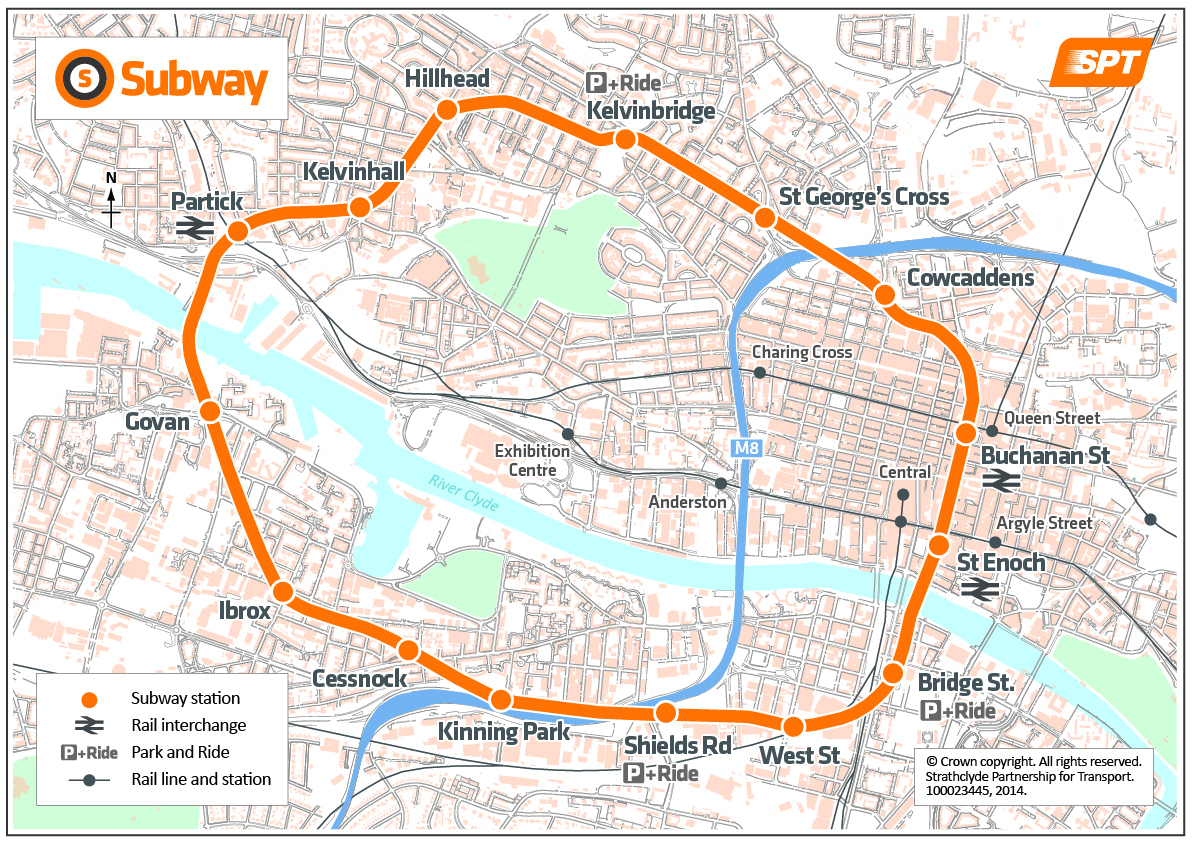 S Subway
SPT
Hillhead
P+Ride
Kelvinbridge
Kelvinhall
N
Partick
St George's Cross
Cowcaddens
Charing Cross
Govan
Queen Street
Exhibition
Centre
M8
Buchanan St
Central
River Clyde
Anderston
Argyle Street
St Enoch
Ibrox
Cessnock
Bridge St.
P+Ride
Kinning Park
Shields Rd
P+Ride
West St
Subway station
Rail interchange
P+Ride Park and Ride
Rail line and station
© Crown copyright. All rights reserved.
Strathclyde Partnership for Transport.
100023445, 2014.